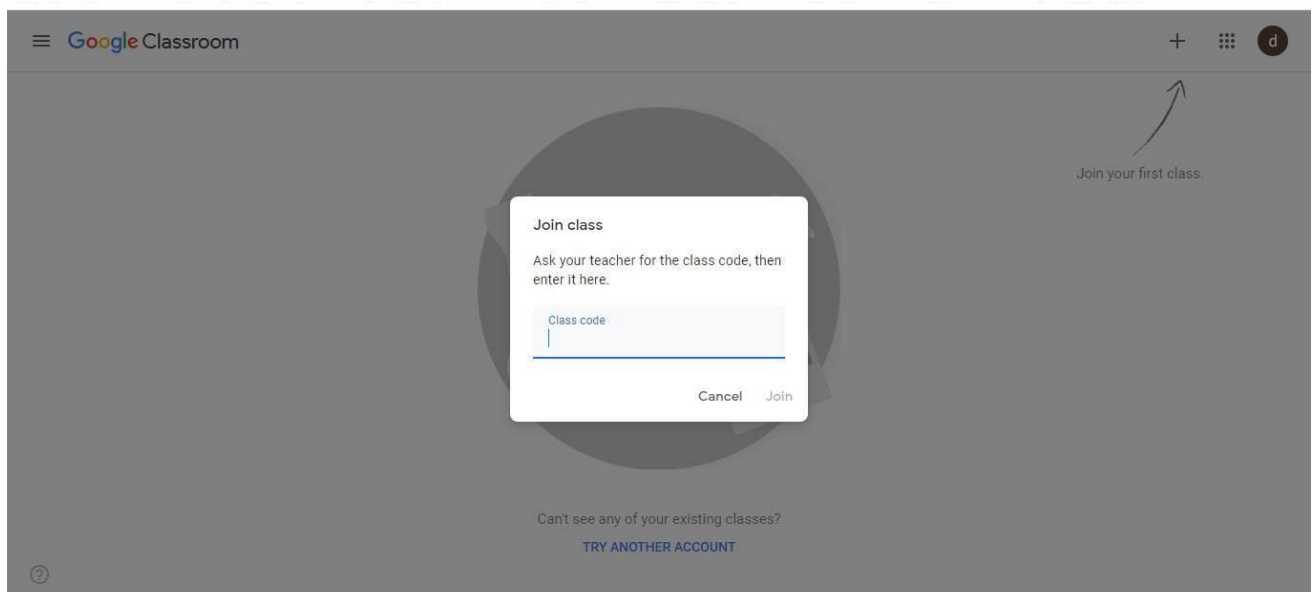 Google Classroom
d
Join your first class.
Join class
Ask your teacher for the class code, then
enter it here.
Class code
Cancel Join
Can't see any of your existing classes?
TRY ANOTHER ACCOUNT
?